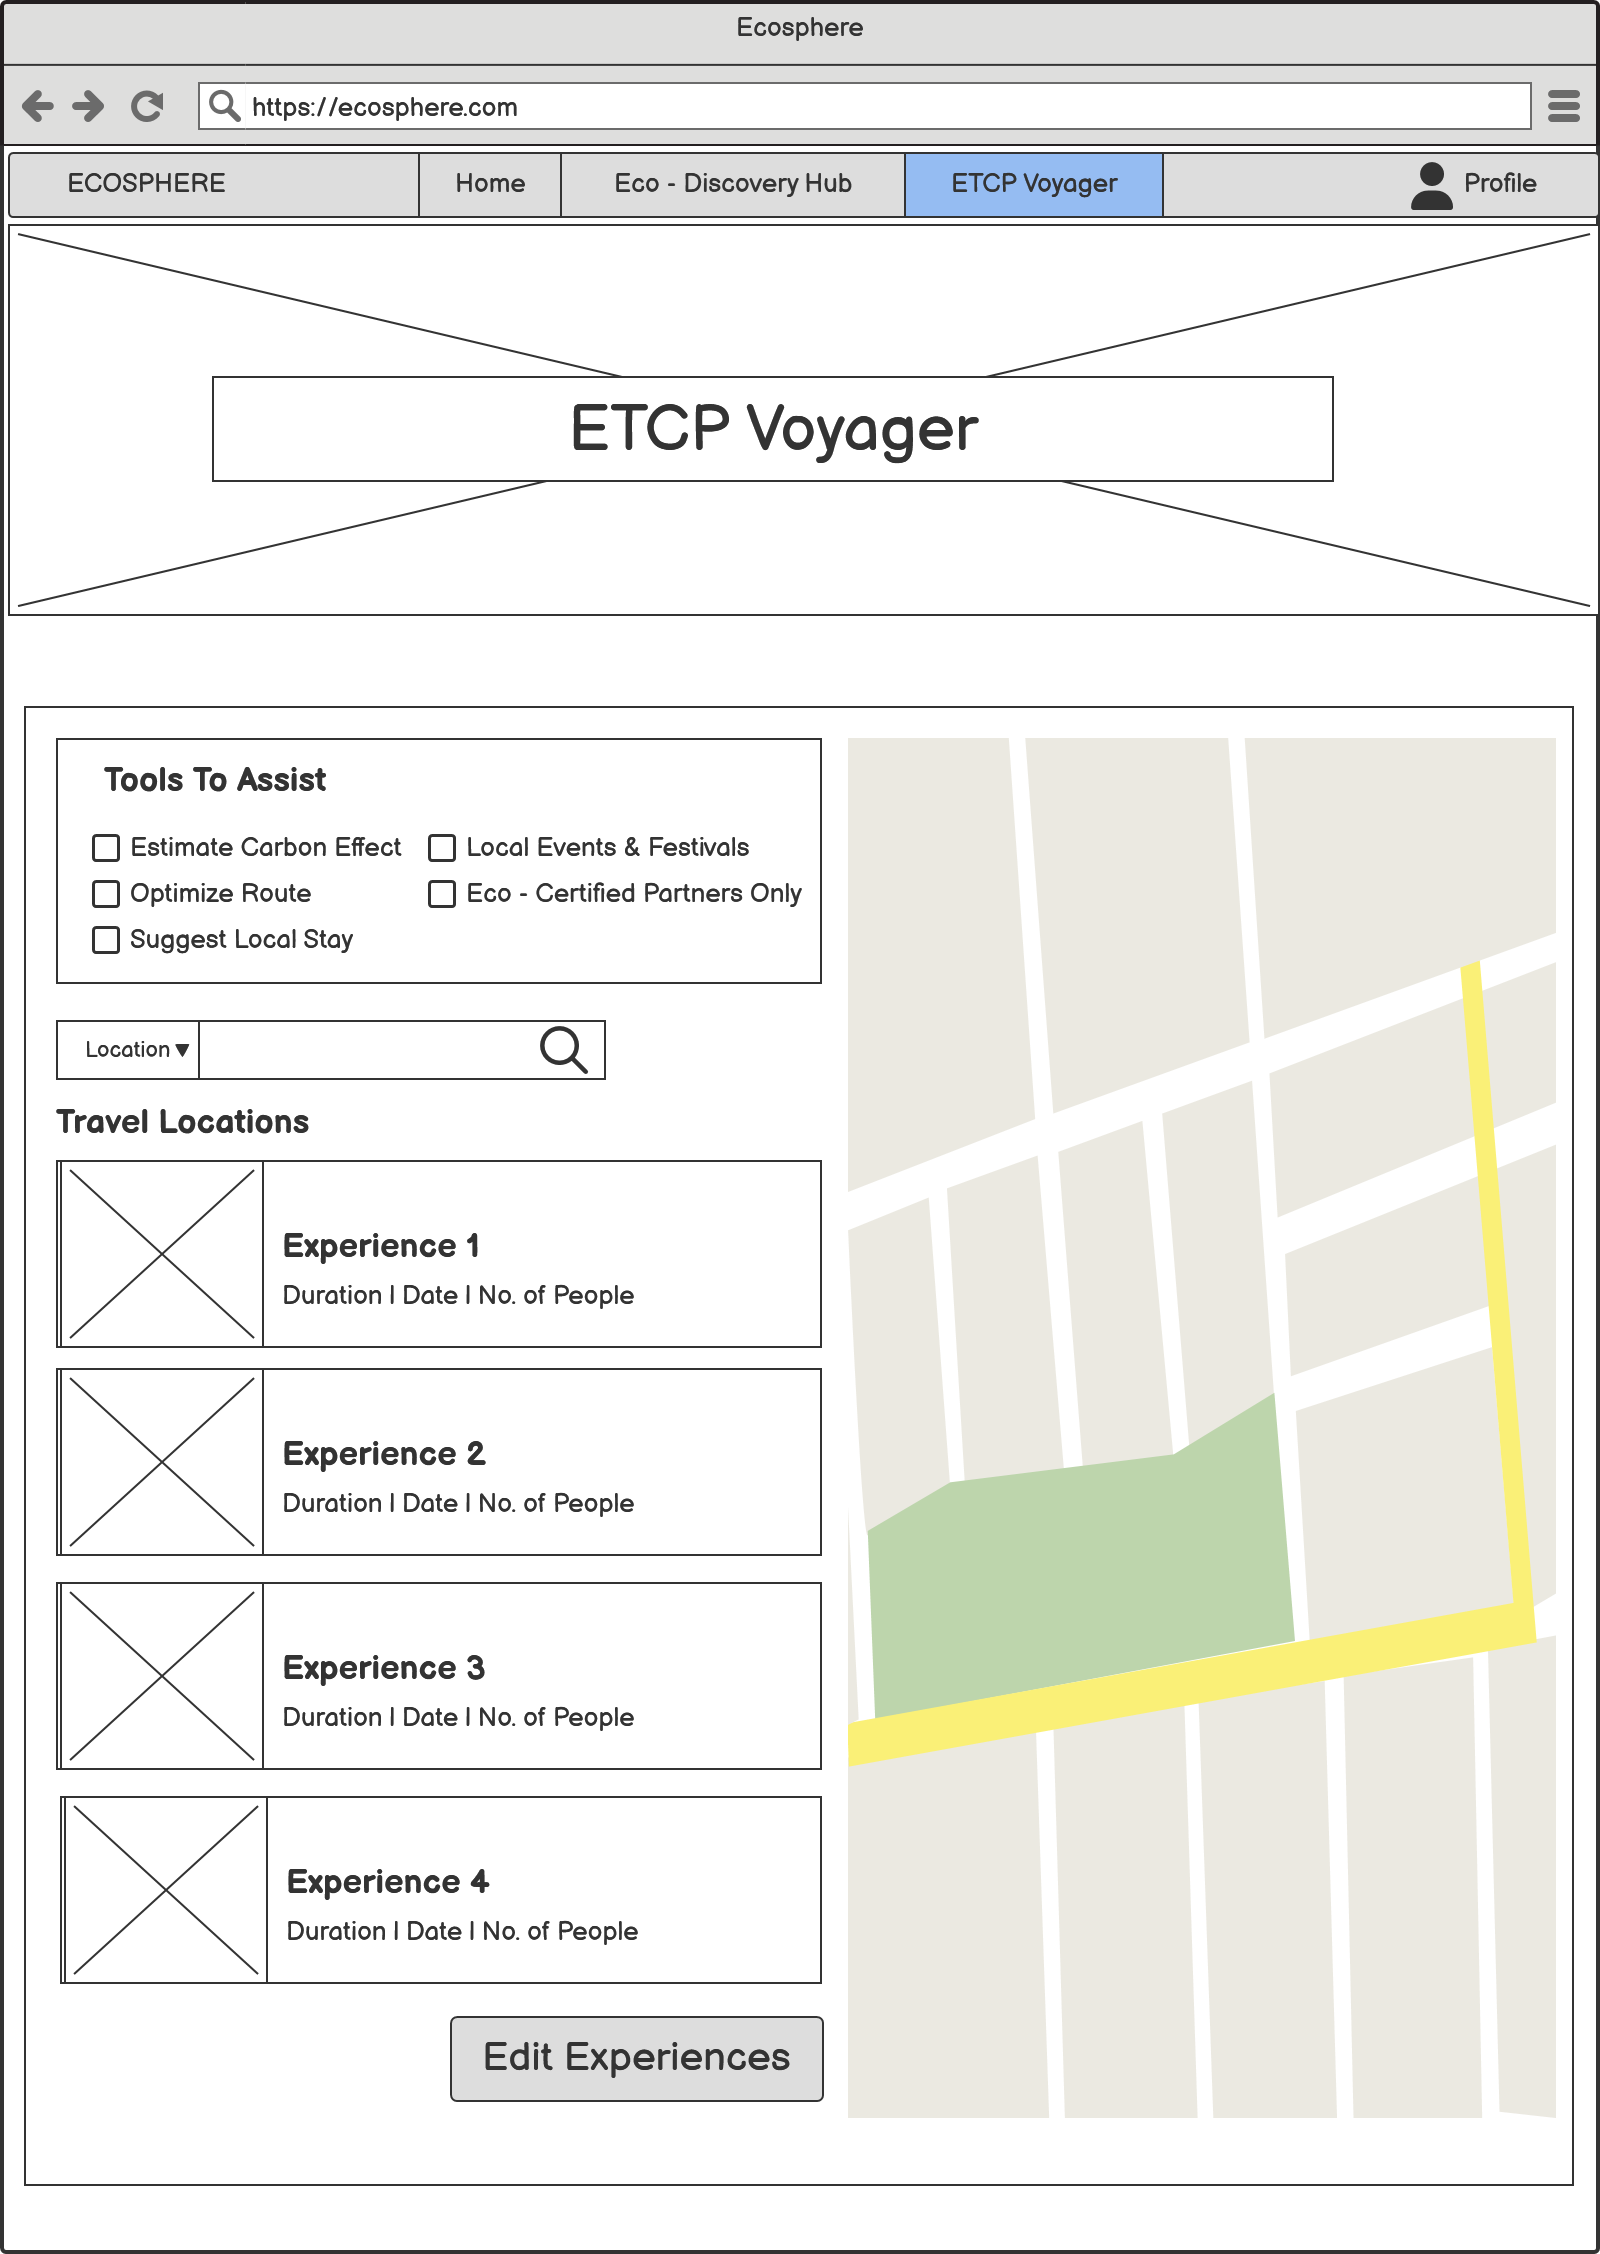 Ecosphere
https://ecosphere.com
ECOSPHERE
Home
Eco - Discovery Hub
ETCP Voyager
Profile
ETCP Voyager
Tools To Assist
Estimate Carbon Effect
Local Events & Festivals
Optimize Route
Eco - Certified Partners Only
Suggest Local Stay
Location
Travel Locations
Experience 1
Duration | Date | No. of People
Experience 2
Duration | Date | No. of People
Experience 3
Duration | Date | No. of People
Experience 4
Duration | Date | No. of People
Edit Experiences